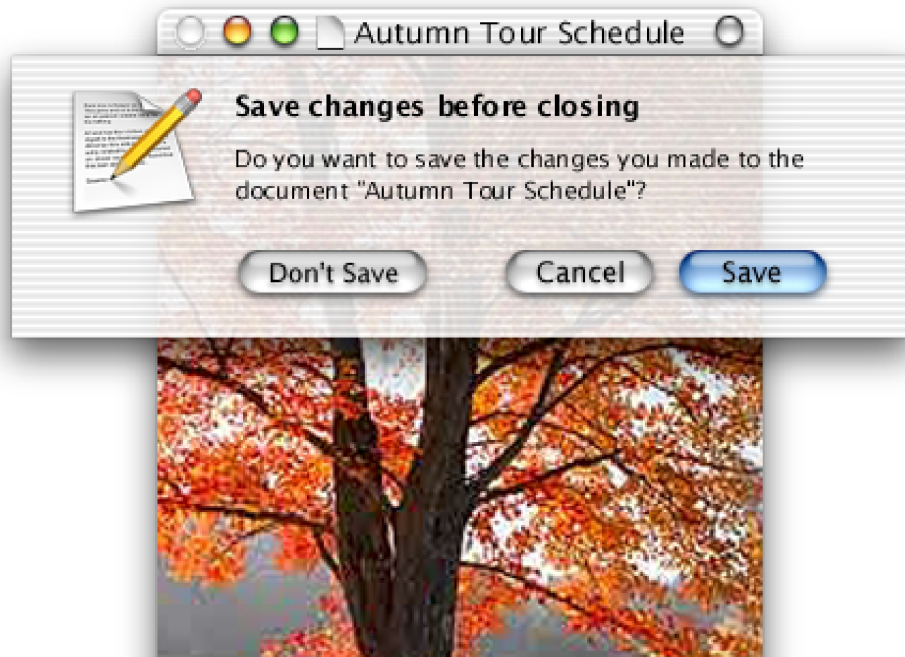 Autumn Tour Schedule
Save changes before closing
Do you want to save the changes you made to the
document "Autumn Tour Schedule"?
Don't Save Cancel Save